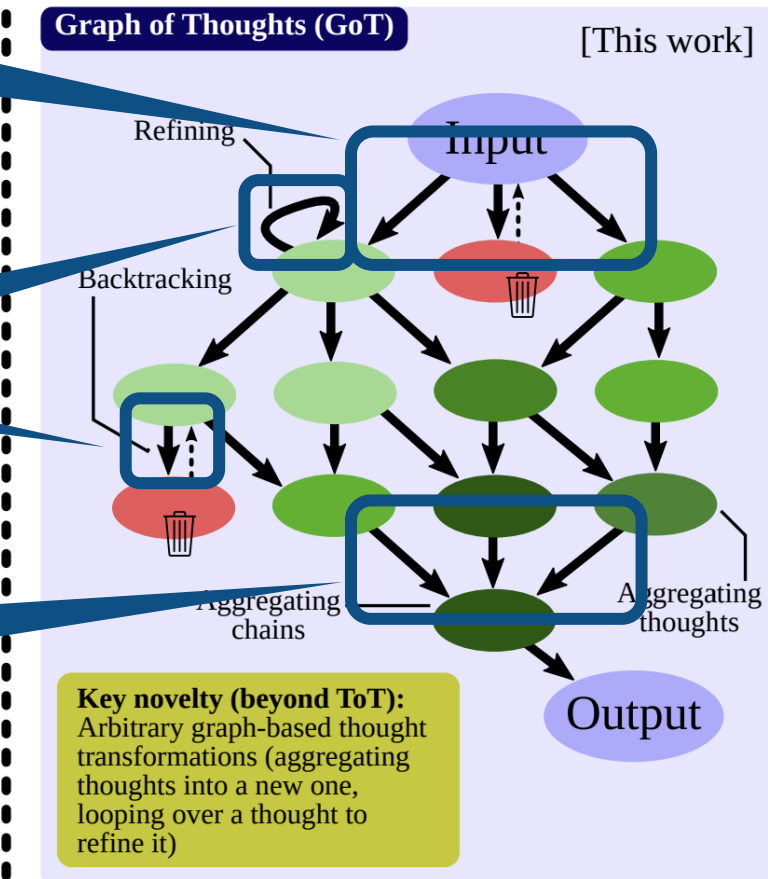 Graph of Thoughts (GoT)
[This work]
Refining
Input
Backtracking
Aggregating
chains
Aggregating
thoughts
Output
Key novelty (beyond ToT):
Arbitrary graph-based thought
transformations (aggregating
thoughts into a new one,
looping over a thought to
refine it)